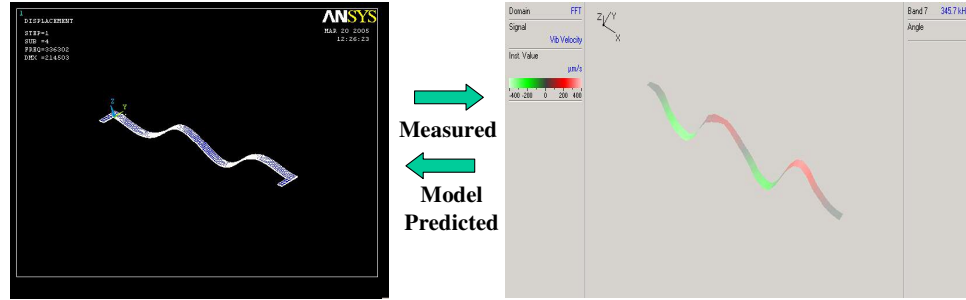 1
DISPLACEMENT
STEP=1
SUB =4
FREQ=336302
DMX =214503
ANSYS
MAR 20 2005
12:26:23
Z
Y
Measured
Model
Predicted
Domain FFT
Signal
Vib Velocity
Inst. Value
µm/s
-400 -200 0 200 400
Z Y
X
Band 7 345.7 kH
Angle